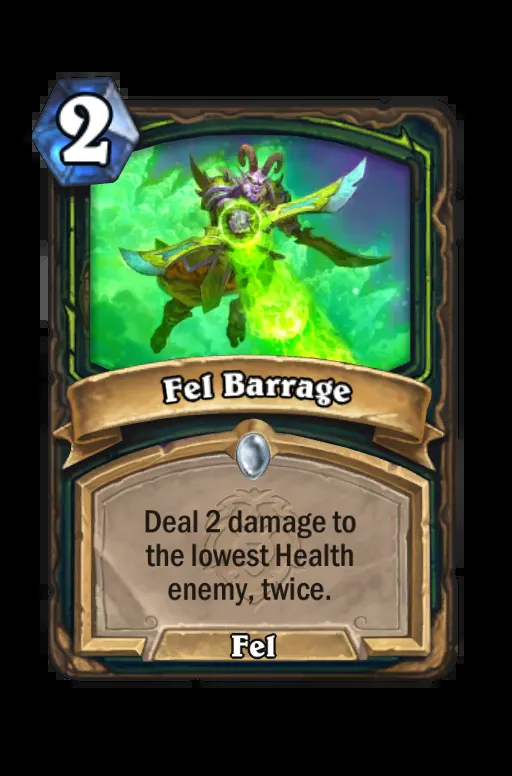 2
Fel Barrage
Deal 2 damage to
the lowest Health
enemy, twice.
Fel